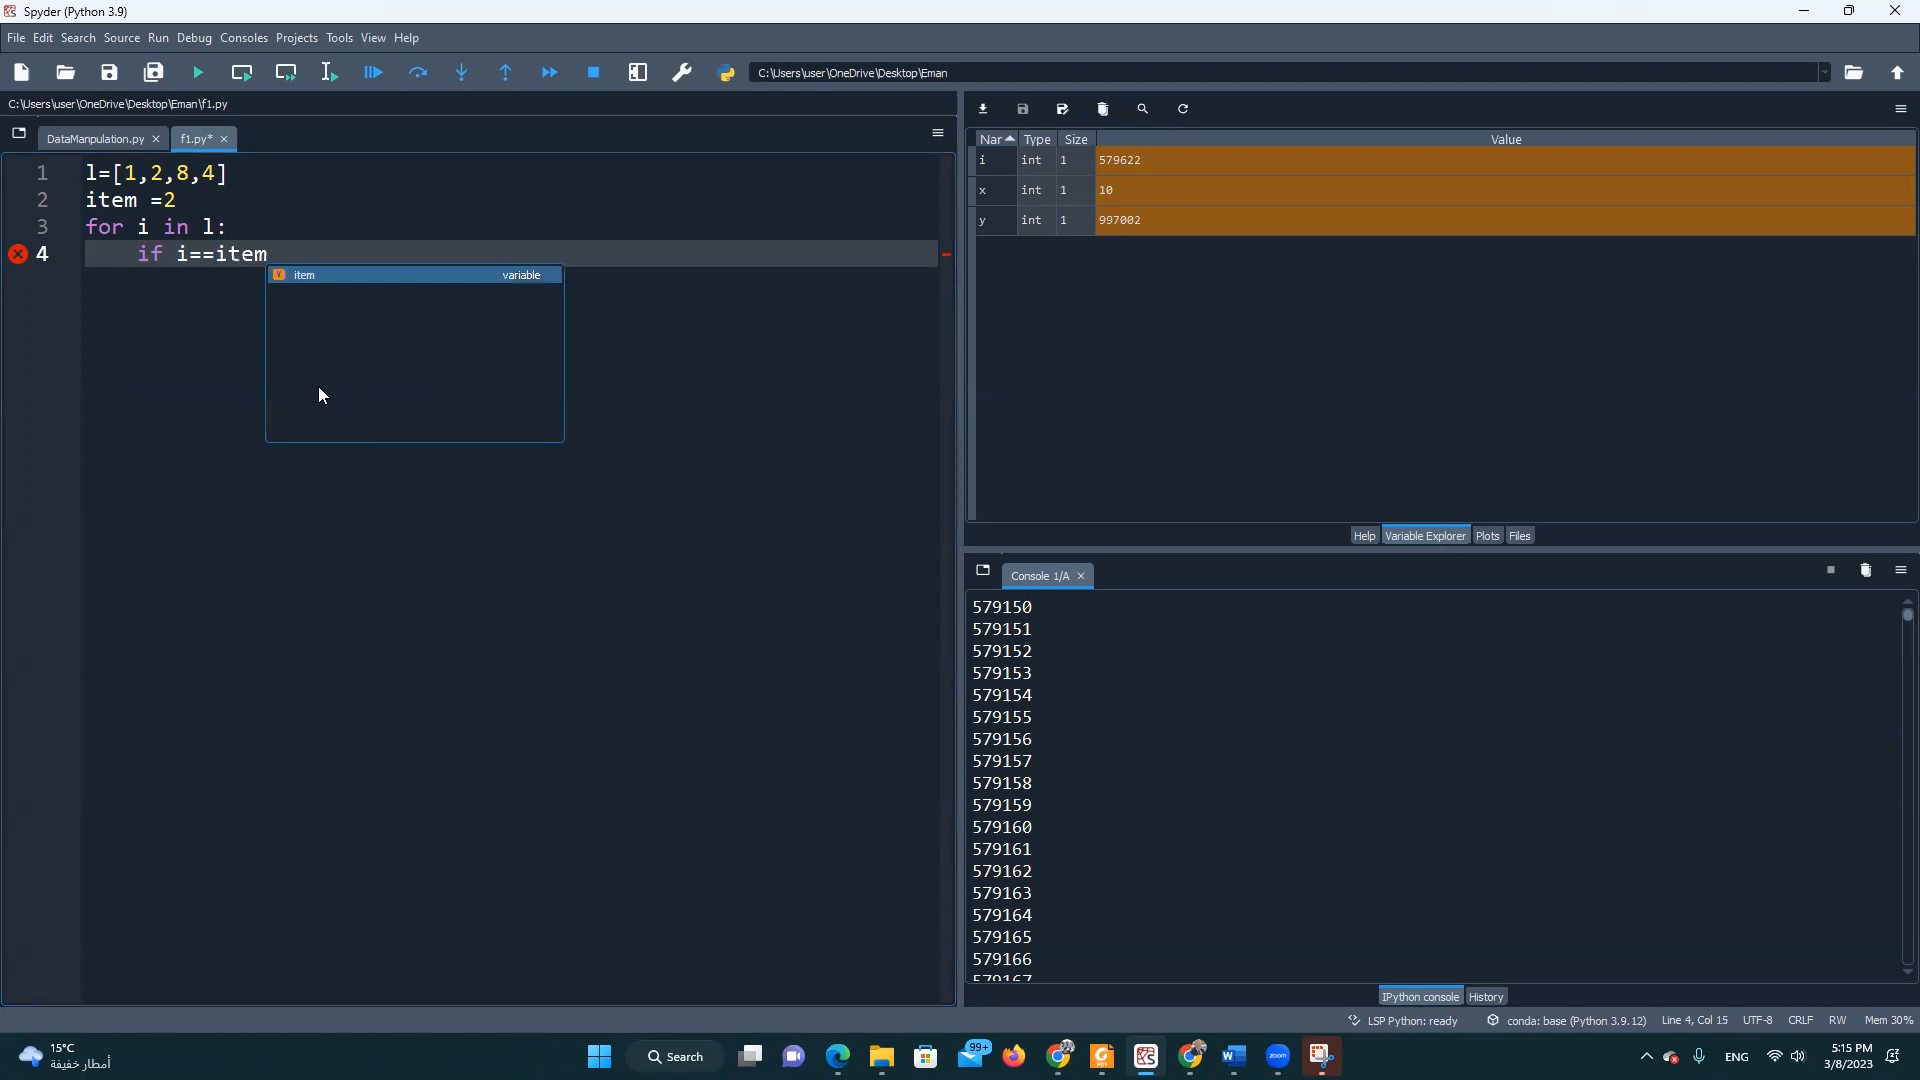 Spyder (Python 3.9)
File Edit Search Source Run Debug Consoles Projects Tools View Help
C:\Users\user\OneDrive\Desktop\Eman
C:\Users\user\OneDrive\Desktop\Eman\f1.py
DataManpulation.py
f1.py*
1 l=[1,2,8,4]
2 item =2
3 for i in l:
4 if i==item
item variable
Nar Type Size Value
i int 1 579622
x int 1 10
y int 1 997002
Help Variable Explorer Plots Files
Console 1/A
579150
579151
579152
579153
579154
579155
579156
579157
579158
579159
579160
579161
579162
579163
579164
579165
579166
579167
IPython console History
LSP Python: ready conda: base (Python 3.9.12) Line 4, Col 15 UTF-8 CRLF RW Mem 30%
15°C
أمطار خفيفة
Search
99+
zoom
ENG
5:15 PM
3/8/2023